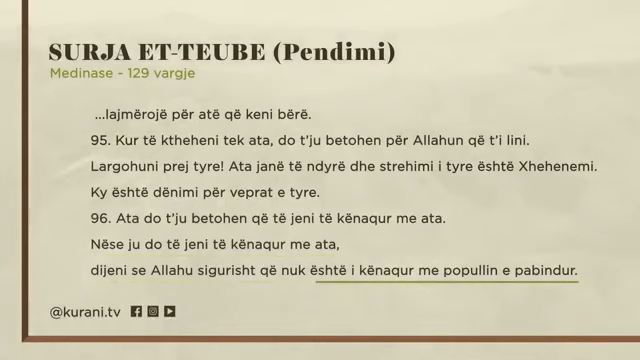 SURJA ET-TEUBE (Pendimi)
Medinase - 129 vargje
...lajmërojë për atë që keni bërë.
95. Kur të ktheheni tek ata, do t'ju betohen për Allahun që t'i lini.
Largohuni prej tyre! Ata janë të ndyrë dhe strehimi i tyre është Xhehenemi.
Ky është dënimi për veprat e tyre.
96. Ata do t'ju betohen që të jeni të kënaqur me ata.
Nëse ju do të jeni të kënaqur me ata,
dijeni se Allahu sigurisht që nuk është i kënaqur me popullin e pabindur.
@kurani.tv